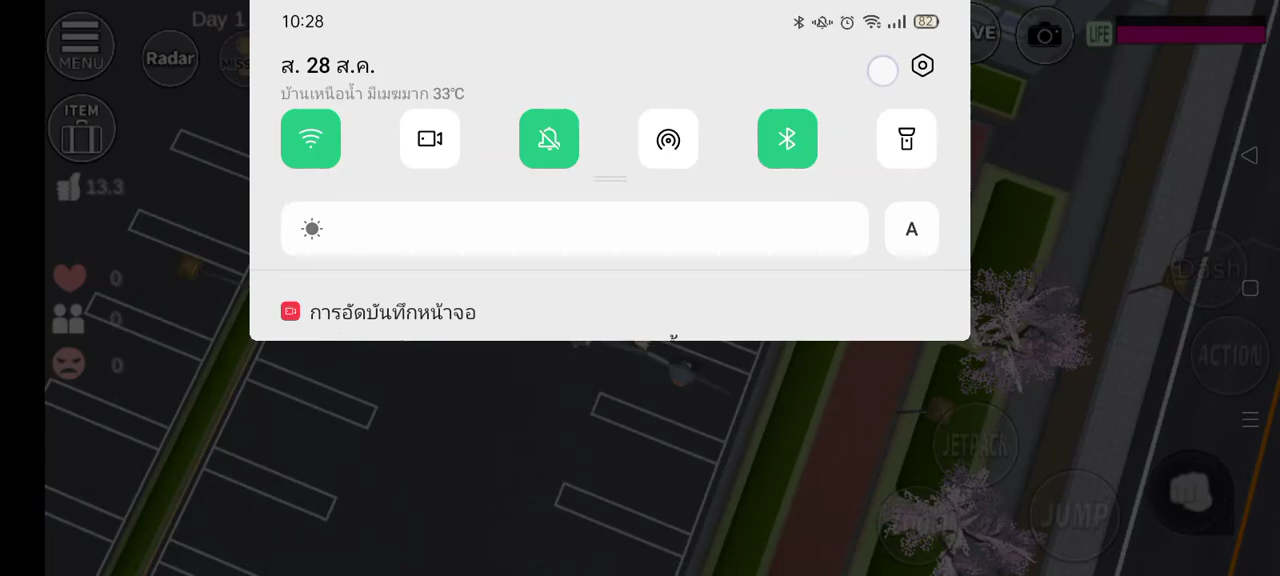 Day 1
10:28
82
MENU
Radar
MISS
VE
LIFE
ส. 28 ส.ค.
บ้านเหนือน้ำ มีเมฆมาก 33°C
ITEM
13.3
A
Dash
0
การอัดบันทึกหน้าจอ
0
ACTION
0
JETPACK
JUMP